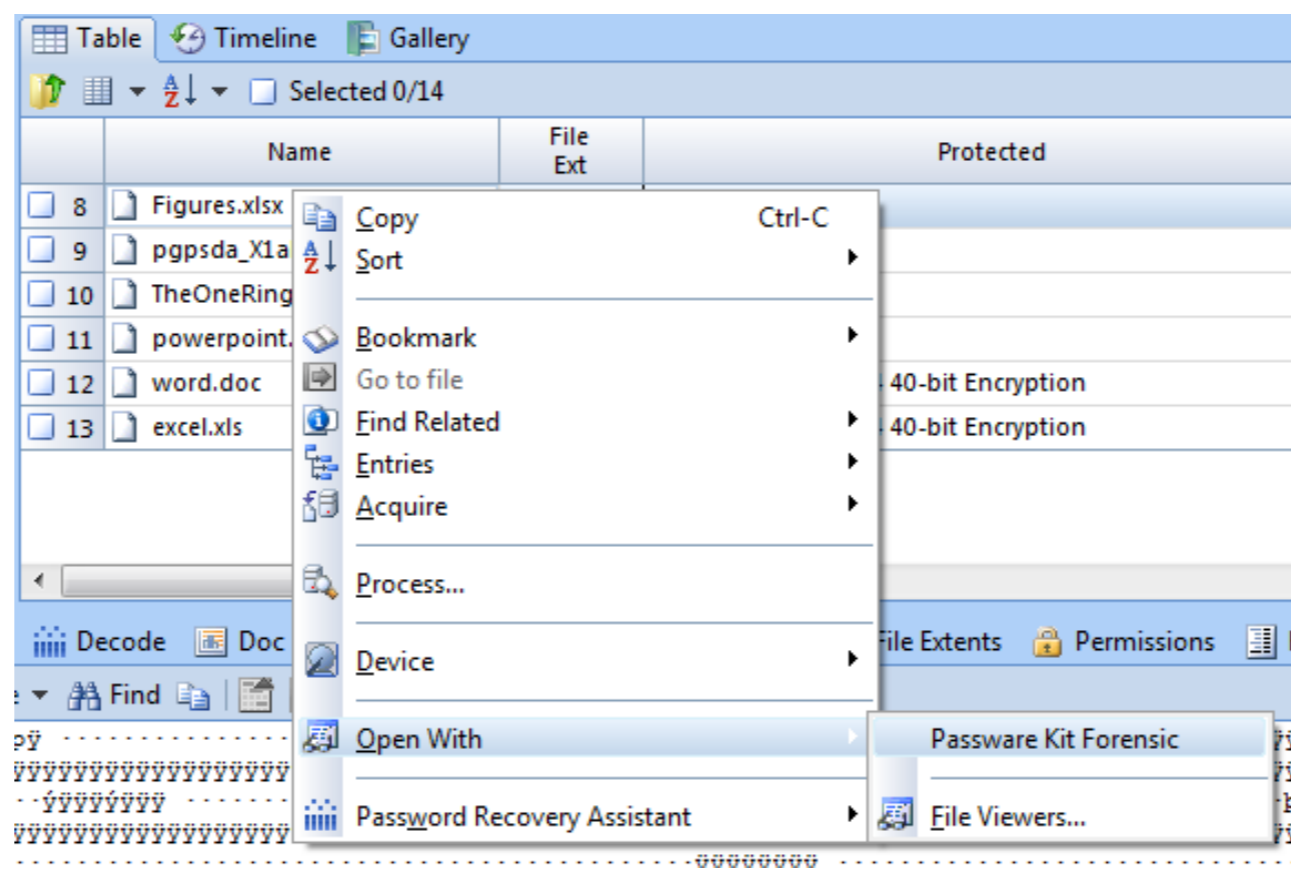 Table Timeline Gallery
Selected 0/14
Name File Ext Protected
8 Figures.xlsx
9 pgpsda_X1a
10 TheOneRing
11 powerpoint.
12 word.doc 40-bit Encryption
13 excel.xls 40-bit Encryption
Copy Ctrl-C
Sort
Bookmark
Go to file
Find Related
Entries
Acquire
Process...
Device
Open With
Password Recovery Assistant
Passware Kit Forensic
File Viewers...
Decode Doc File Extents Permissions
Find